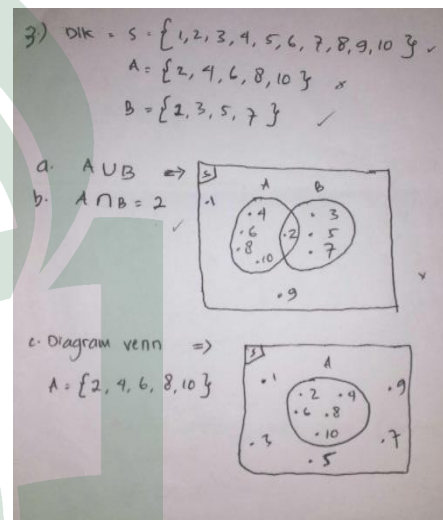 3.) Dik = S = {1,2,3,4,5,6,7,8,9,10}
A = {2,4,6,8,10}
B = {2,3,5,7}
a. A ∪ B =>
b. A ∩ B = 2
S
A B
.1
.4 . 3
.6 .2 . 5
.8 . 7
.10
.9
c. Diagram venn =>
A = {2,4,6,8,10}
S
A
.1 .2 .4 .9
.6 .8
.3 .10 .7
.5